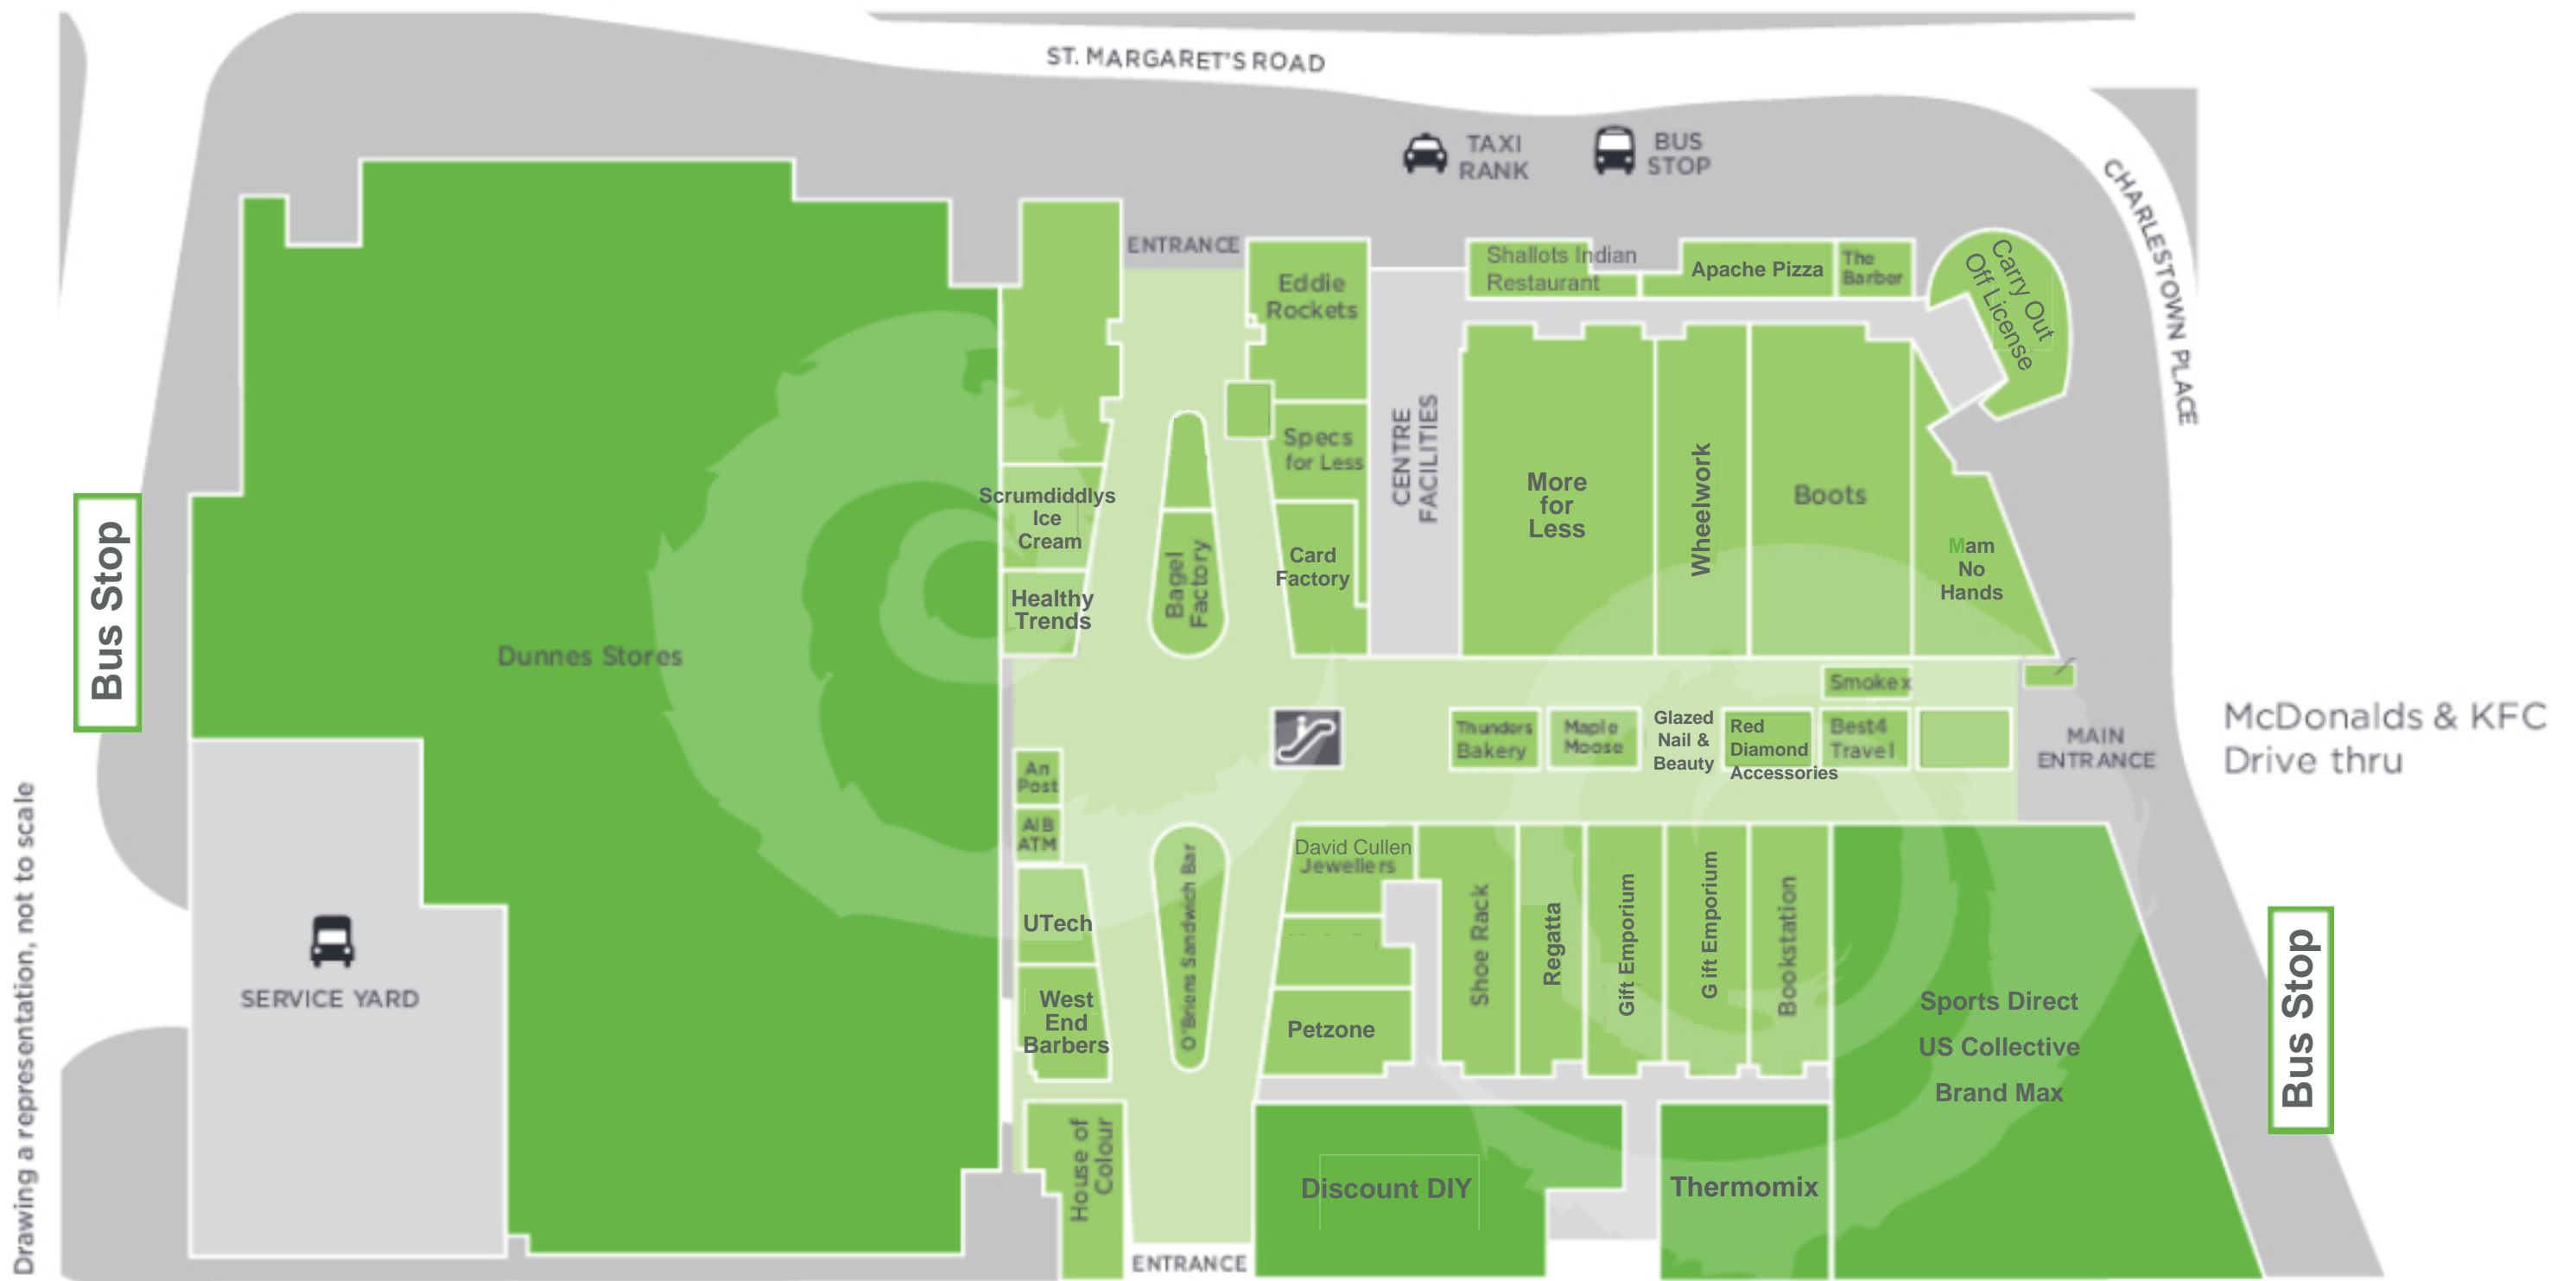 ST. MARGARET'S ROAD
TAXI
RANK
BUS
STOP
CHARLESTOWN PLACE
ENTRANCE
Eddie
Rockets
Shallots Indian
Restaurant
Apache Pizza
The
Barber
Carry Out
Off License
Specs
for Less
CENTRE
FACILITIES
More
for
Less
Wheelwork
Boots
Mam
No
Hands
Scrumdiddlys
Ice
Cream
Healthy
Trends
Bagel
Factory
Card
Factory
Bus Stop
Dunnes Stores
Smokex
Thunders
Bakery
Maple
Moose
Glazed
Nail &
Beauty
Red
Diamond
Accessories
Best4
Travel
MAIN
ENTRANCE
McDonalds & KFC
Drive thru
An
Post
AIB
ATM
UTech
West
End
Barbers
O'Briens Sandwich Bar
David Cullen
Jewellers
Petzone
Shoe Rack
Regatta
Gift Emporium
G ift Emporium
Bookstation
Sports Direct
US Collective
Brand Max
Bus Stop
SERVICE YARD
House of
Colour
Discount DIY
Thermomix
ENTRANCE
Drawing a representation, not to scale